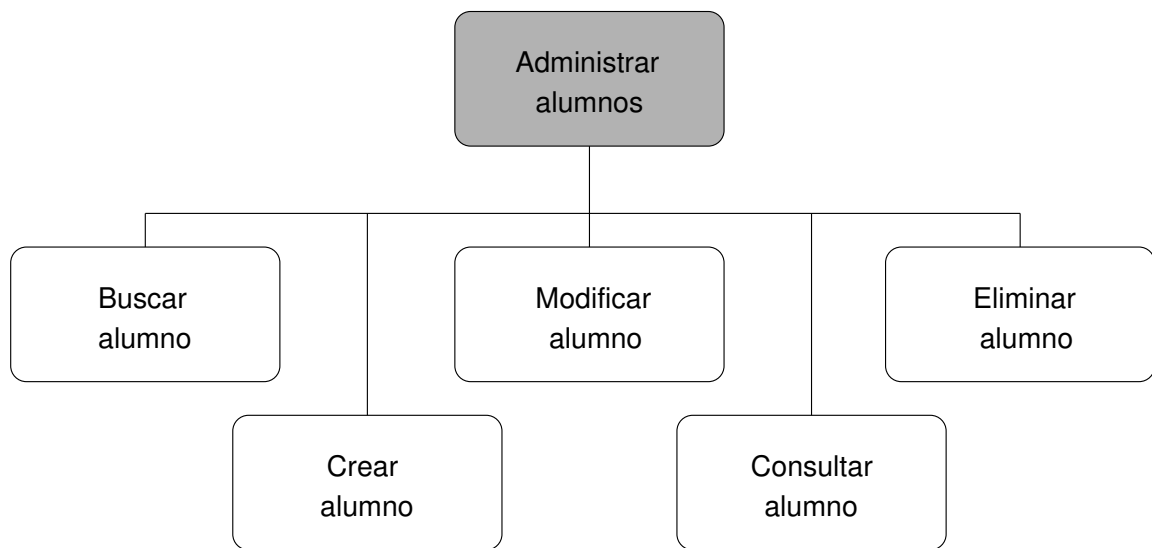 Administrar
alumnos
Buscar
alumno
Modificar
alumno
Eliminar
alumno
Crear
alumno
Consultar
alumno